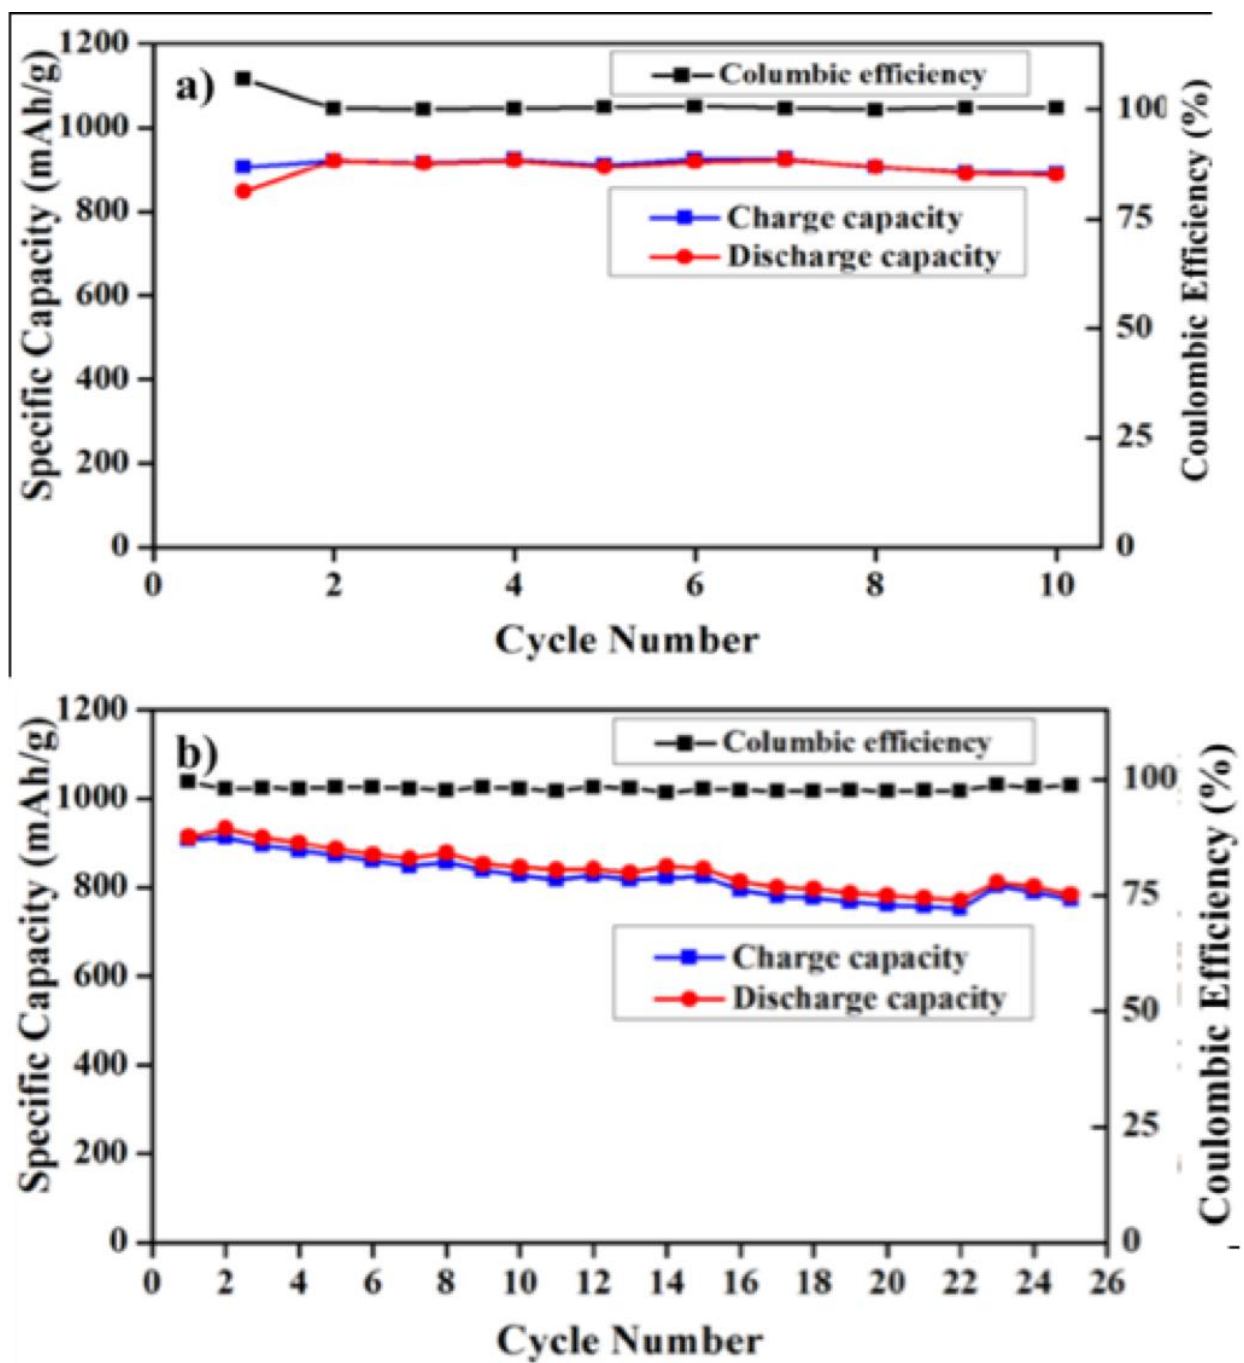 a)
Columbic efficiency
Charge capacity
Discharge capacity
Specific Capacity (mAh/g)
1200
1000
800
600
400
200
0
Coulombic Efficiency (%)
100
75
50
25
0
0 2 4 6 8 10
Cycle Number
b)
Columbic efficiency
Charge capacity
Discharge capacity
Specific Capacity (mAh/g)
1200
1000
800
600
400
200
0
Coulombic Efficiency (%)
100
75
50
25
0
0 2 4 6 8 10 12 14 16 18 20 22 24 26
Cycle Number